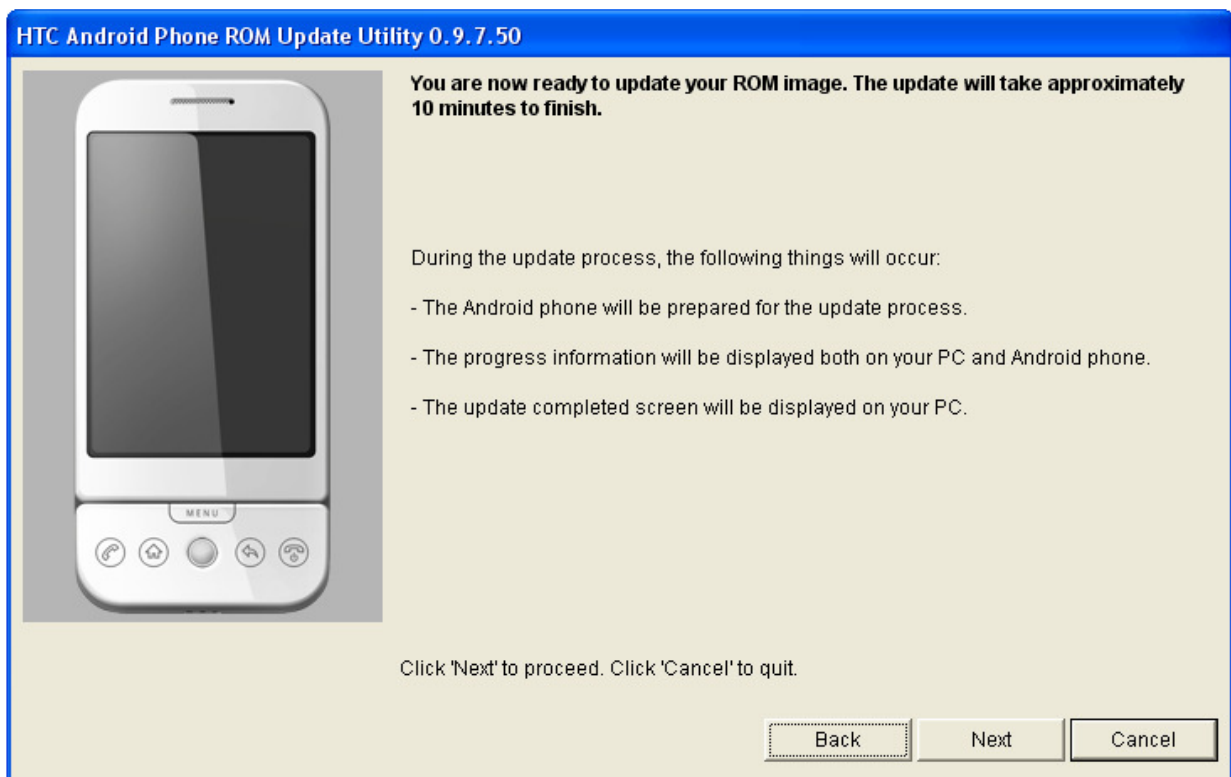 HTC Android Phone ROM Update Utility 0.9.7.50
You are now ready to update your ROM image. The update will take approximately
10 minutes to finish.
During the update process, the following things will occur:
- The Android phone will be prepared for the update process.
- The progress information will be displayed both on your PC and Android phone.
- The update completed screen will be displayed on your PC.
MENU
Click 'Next' to proceed. Click 'Cancel' to quit.
Back Next Cancel